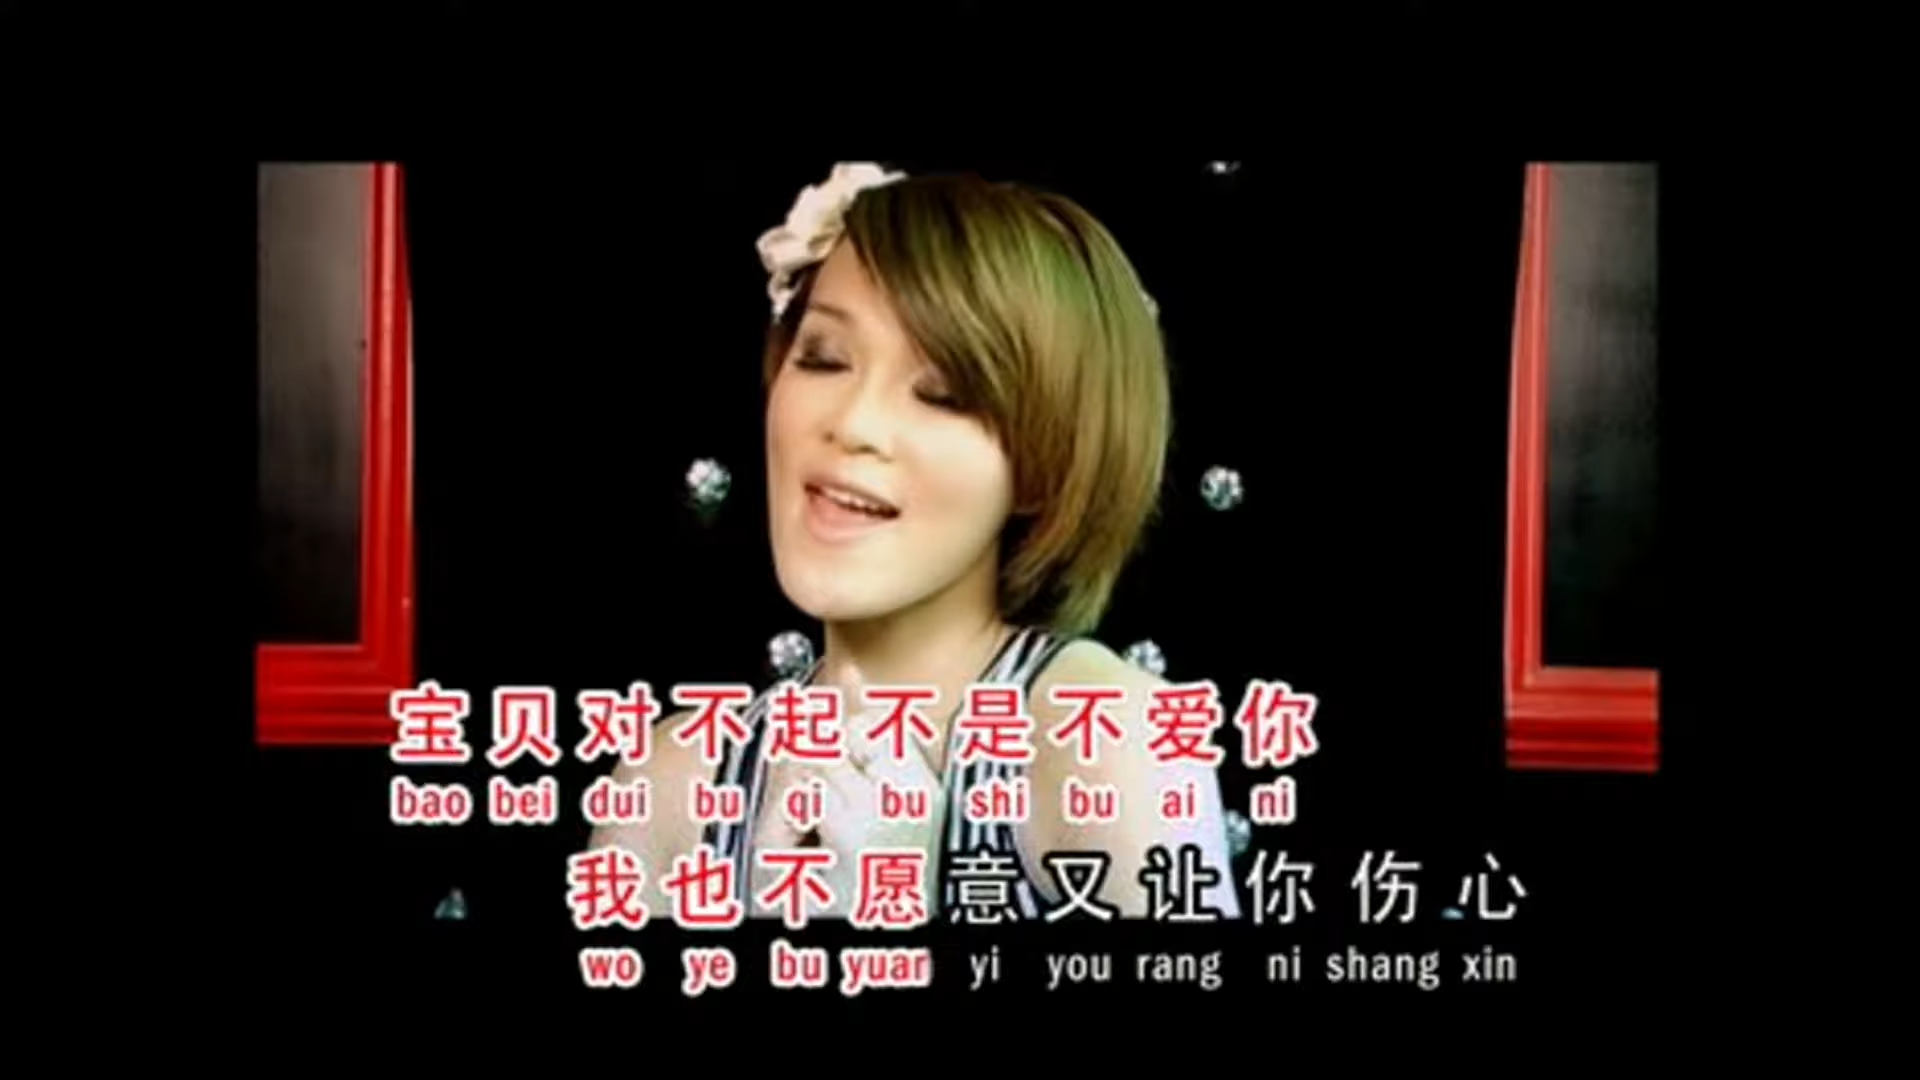 宝贝对不起不是不爱你
bao bei dui bu qi bu shi bu ai ni
我也不愿意又让你伤心
wo ye bu yuan yi you rang ni shang xin